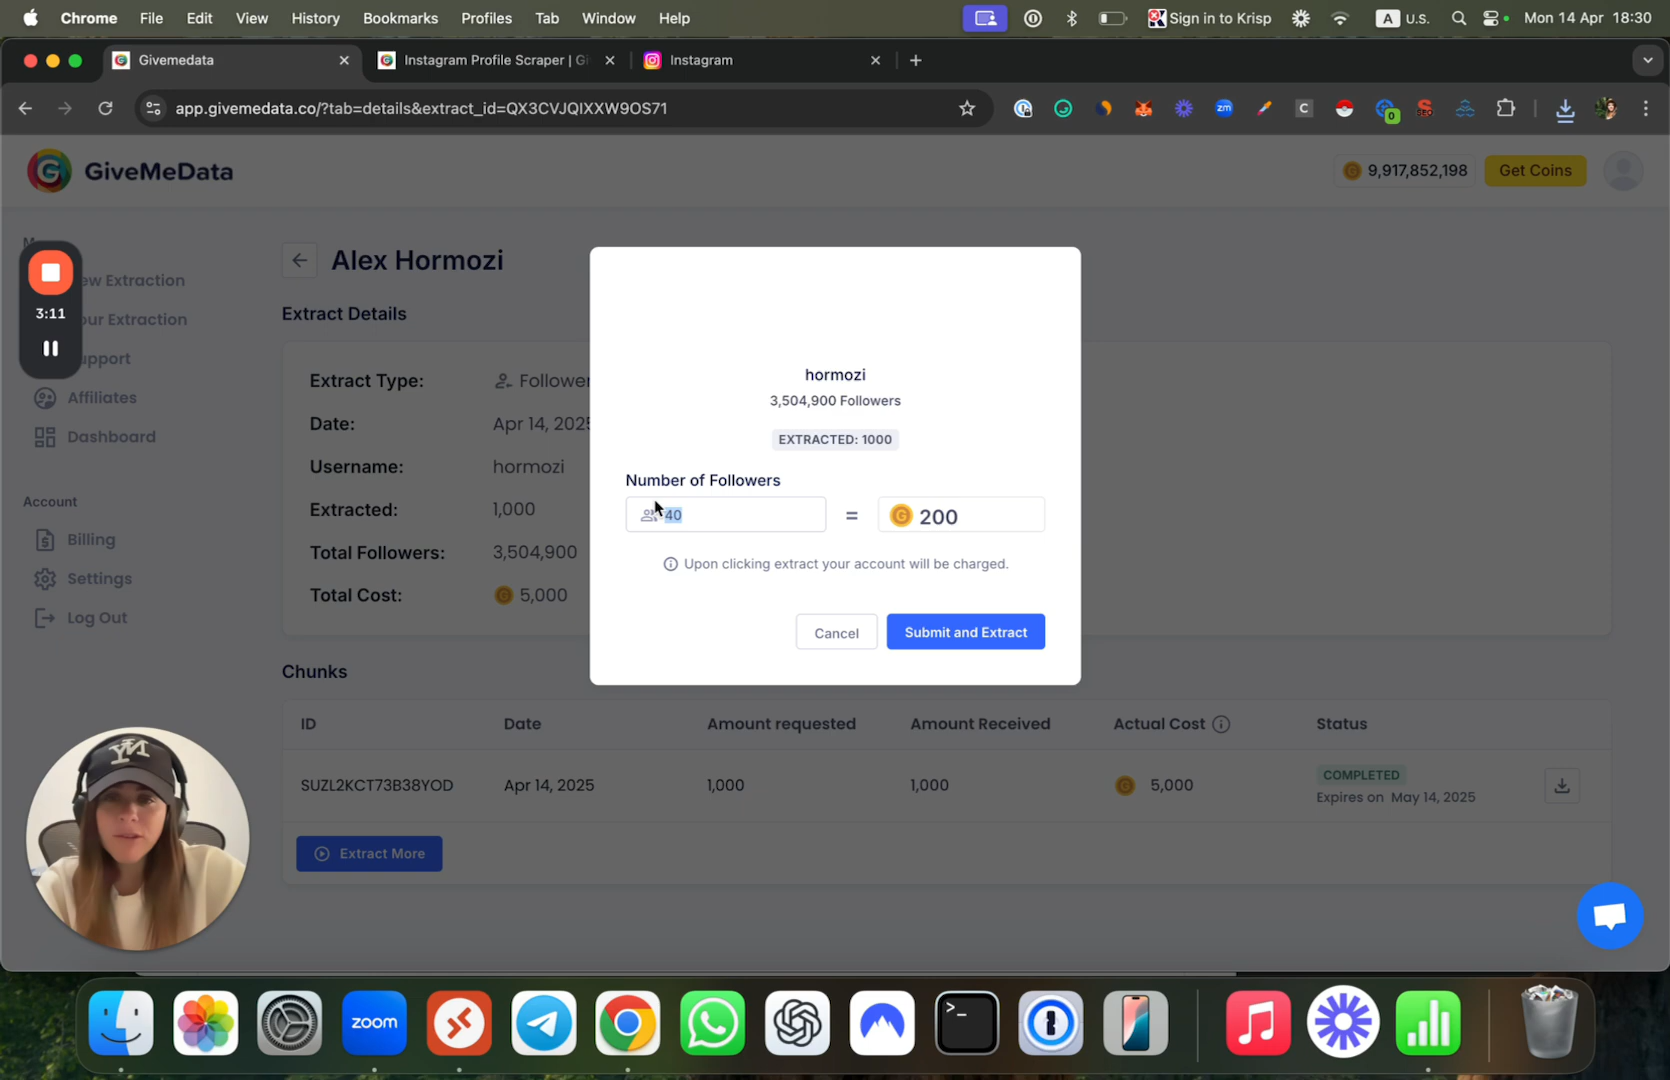 Chrome File Edit View History Bookmarks Profiles Tab Window Help
Sign in to Krisp
A U.S.
Mon 14 Apr 18:30
Givemedata
Instagram Profile Scraper | Gi
Instagram
app.givemedata.co/?tab=details&extract_id=QX3CVJQIXXW9OS71
zm
C
0
SEO
G GiveMeData
G 9,917,852,198
Get Coins
3:11
ew Extraction
our Extraction
upport
Affiliates
Dashboard
Account
Billing
Settings
Log Out
Alex Hormozi
Extract Details
Extract Type: Follower
Date: Apr 14, 2025
Username: hormozi
Extracted: 1,000
Total Followers: 3,504,900
Total Cost: G 5,000
hormozi
3,504,900 Followers
EXTRACTED: 1000
Number of Followers
40 = G 200
Upon clicking extract your account will be charged.
Cancel
Submit and Extract
Chunks
ID Date Amount requested Amount Received Actual Cost Status
SUZL2KCT73B38YOD Apr 14, 2025 1,000 1,000 G 5,000 COMPLETED
Expires on May 14, 2025
Extract More
zoom
>_